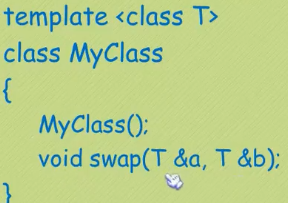 template <class T>
class MyClass
{
MyClass();
void swap(T &a, T &b);
}